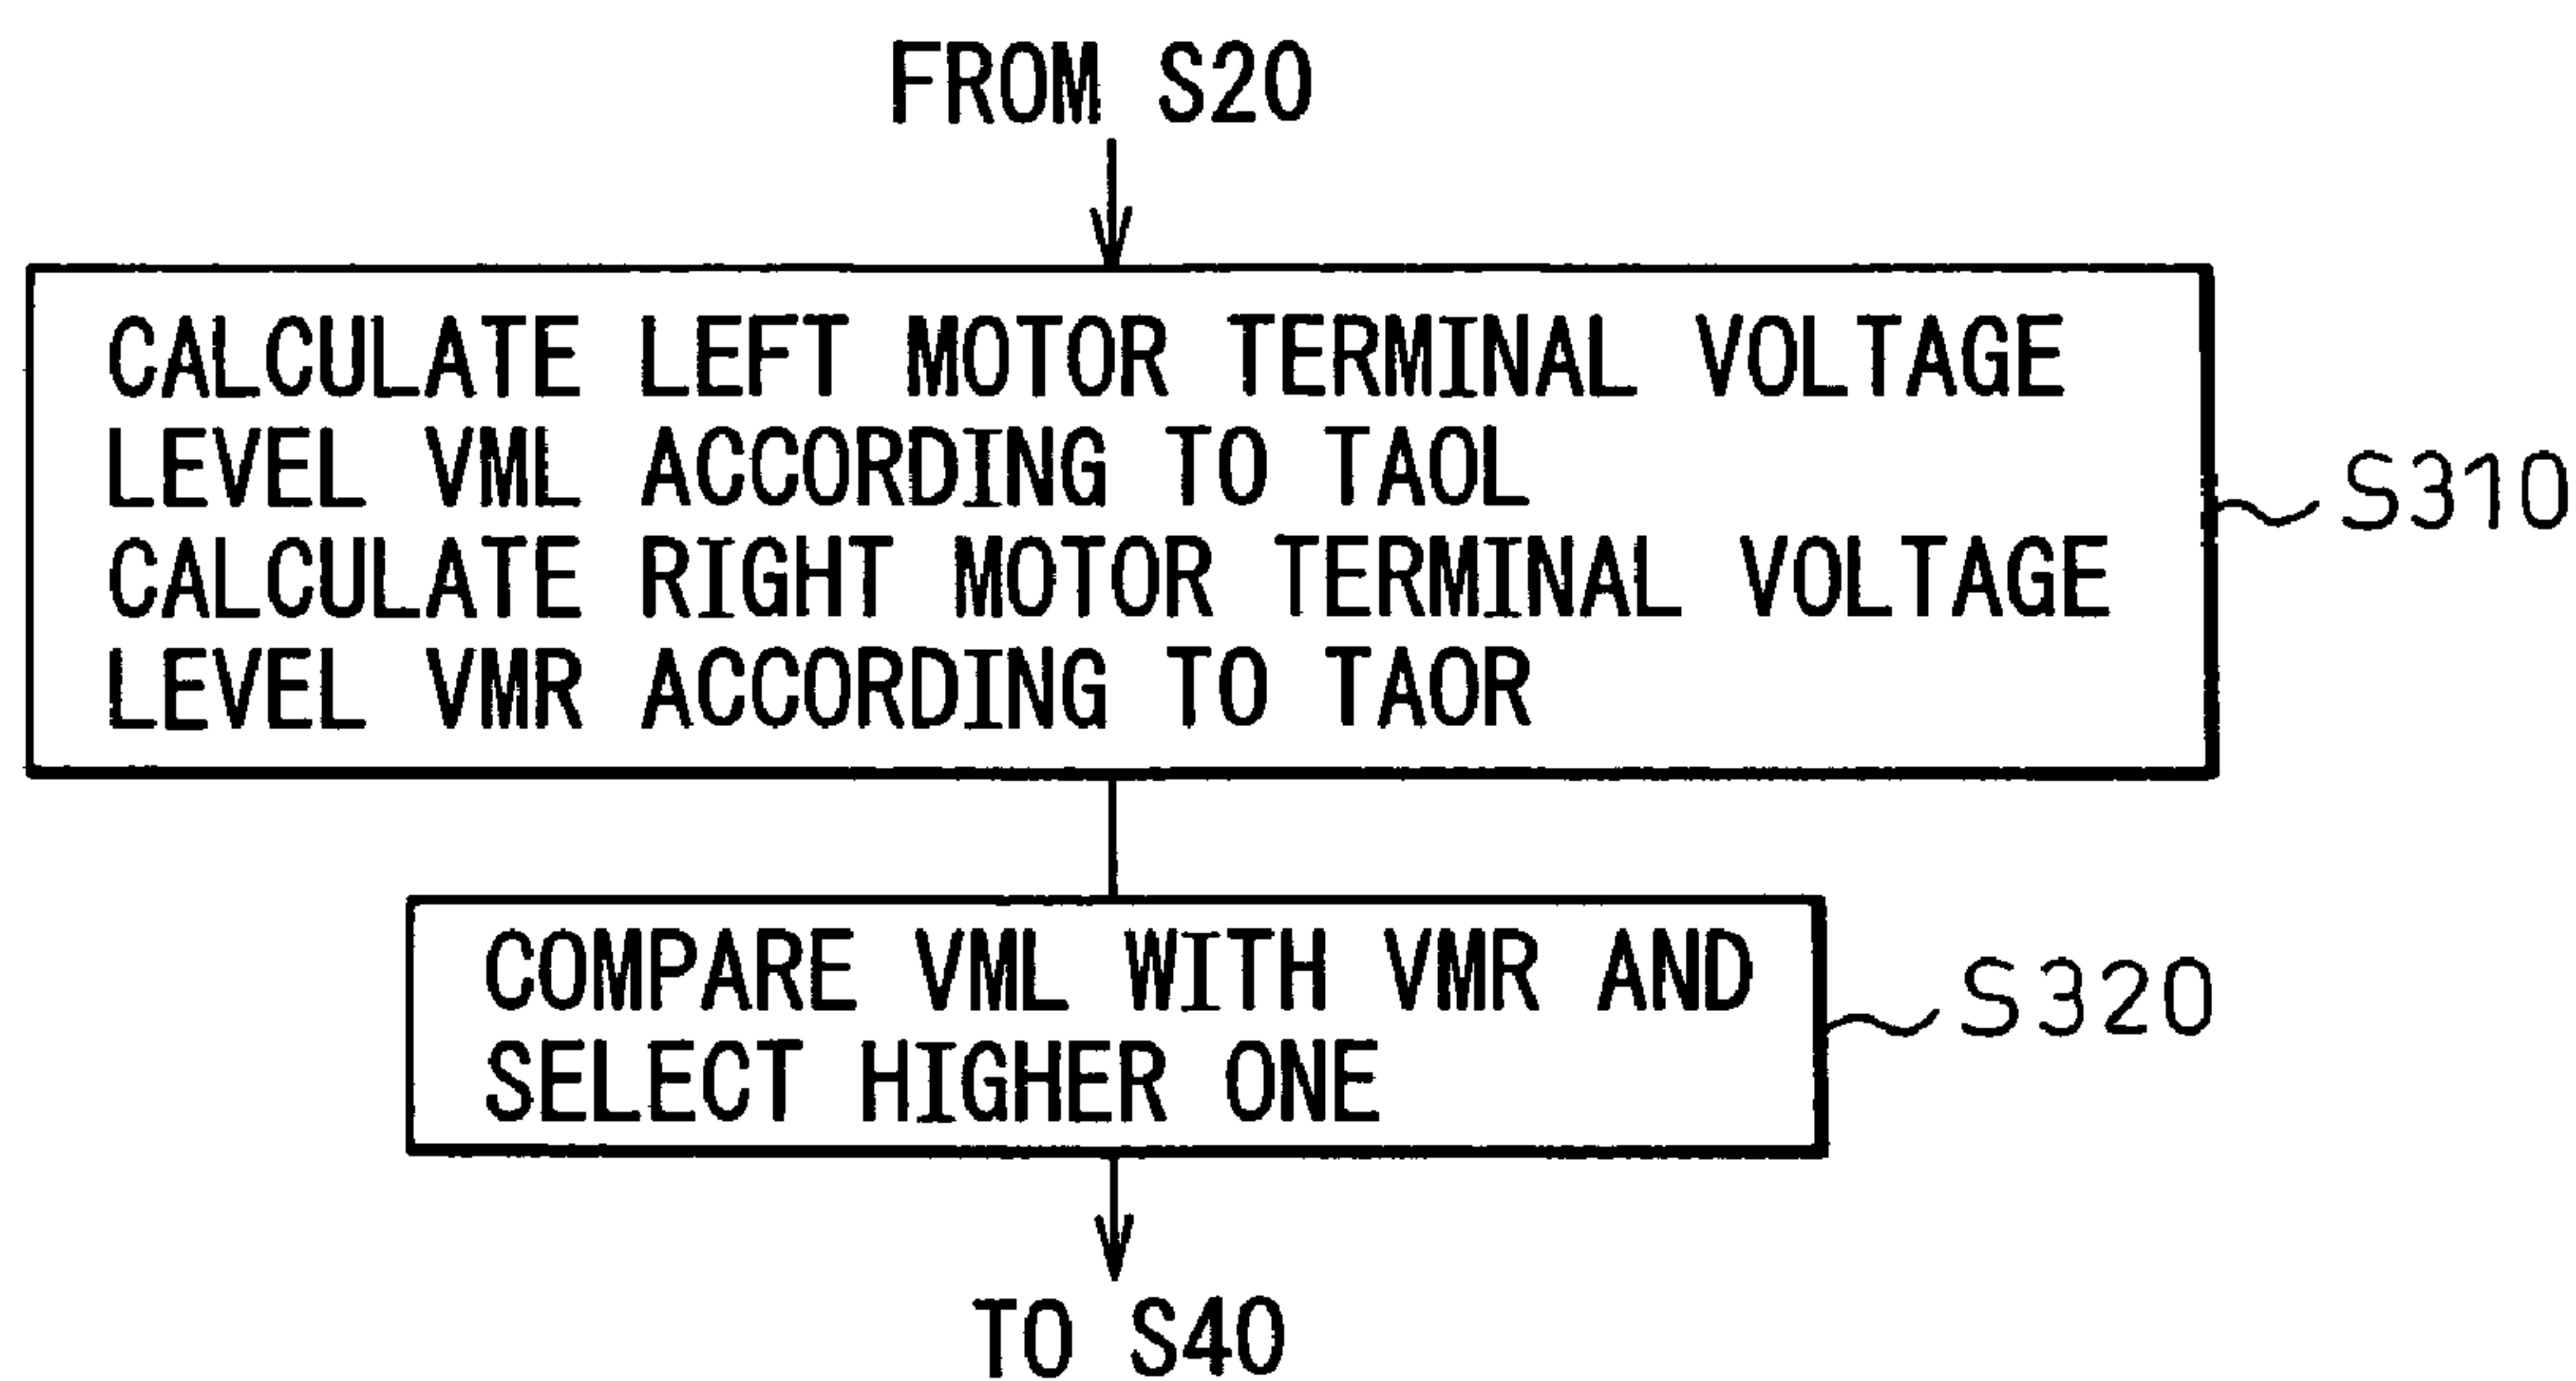 FROM S20
CALCULATE LEFT MOTOR TERMINAL VOLTAGE
LEVEL VML ACCORDING TO TAOL
CALCULATE RIGHT MOTOR TERMINAL VOLTAGE
LEVEL VMR ACCORDING TO TAOR
S310
COMPARE VML WITH VMR AND
SELECT HIGHER ONE
S320
TO S40